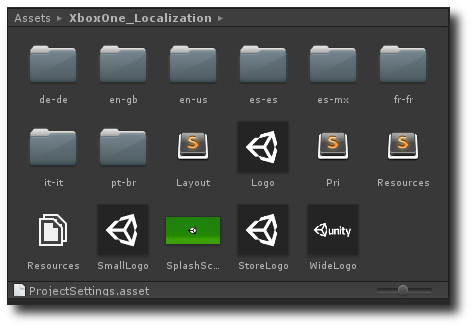 Assets ▸ XboxOne_Localization ▸
de-de en-gb en-us es-es es-mx fr-fr
it-it pt-br Layout Logo Pri Resources
unity
Resources SmallLogo SplashSc... StoreLogo WideLogo
ProjectSettings.asset